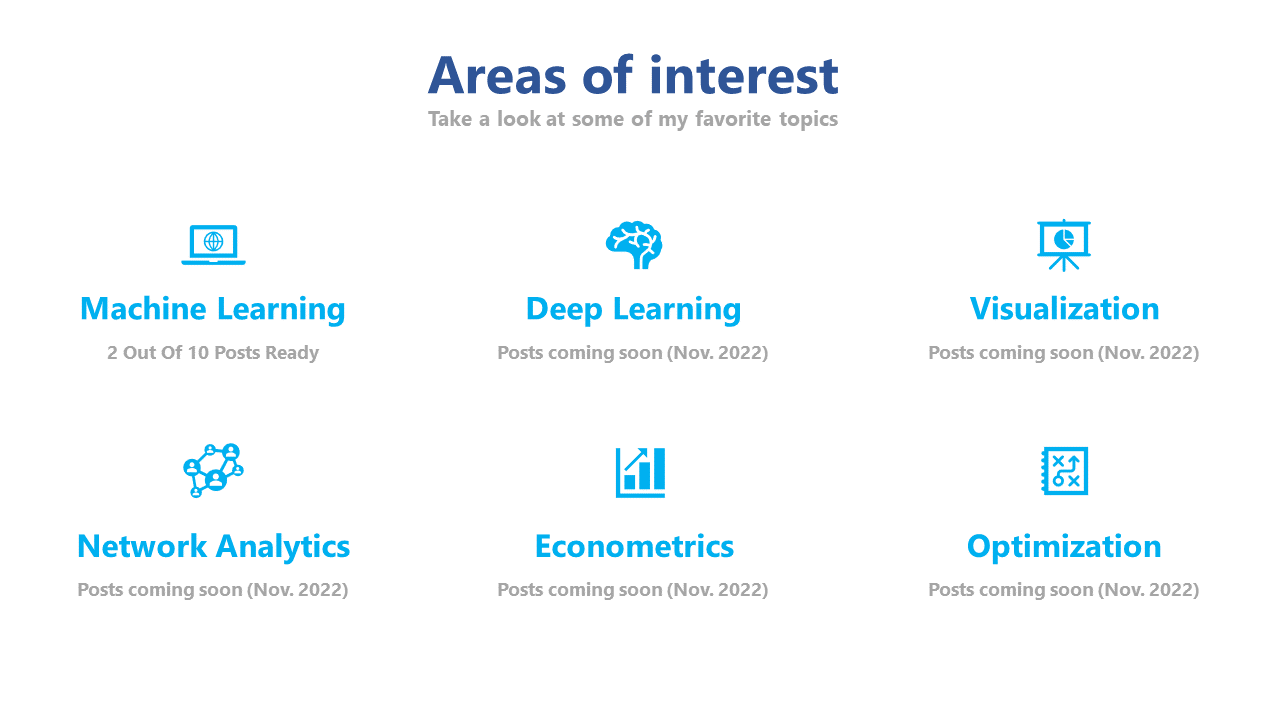 Areas of interest
Take a look at some of my favorite topics
Machine Learning
2 Out Of 10 Posts Ready
Deep Learning
Posts coming soon (Nov. 2022)
Visualization
Posts coming soon (Nov. 2022)
Network Analytics
Posts coming soon (Nov. 2022)
Econometrics
Posts coming soon (Nov. 2022)
Optimization
Posts coming soon (Nov. 2022)